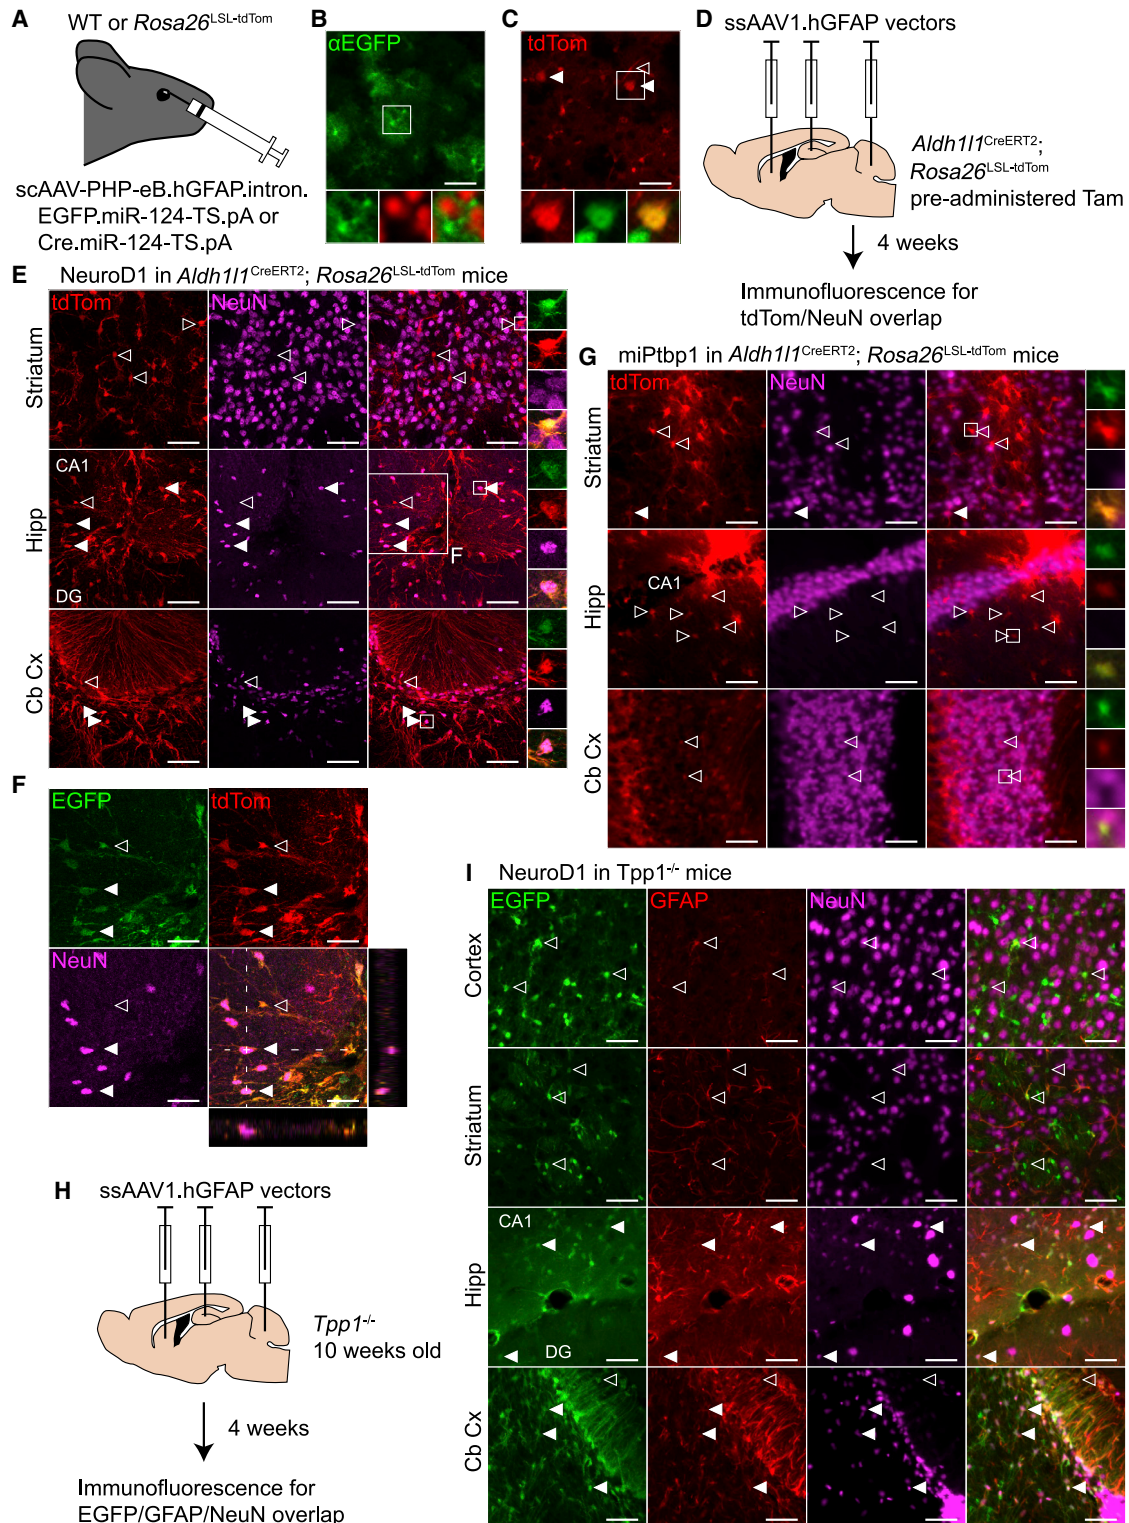 A
WT or Rosa26LSL-tdTom
scAAV-PHP-eB.hGFAP.intron.
EGFP.miR-124-TS.pA or
Cre.miR-124-TS.pA
B
αEGFP
C
tdTom
D
ssAAV1.hGFAP vectors
Aldh1l1CreERT2;
Rosa26LSL-tdTom
pre-administered Tam
4 weeks
Immunofluorescence for
tdTom/NeuN overlap
E
NeuroD1 in Aldh1l1CreERT2; Rosa26LSL-tdTom mice
tdTom
NeuN
Striatum
Hipp
CA1
DG
F
Cb Cx
F
EGFP
tdTom
NeuN
G
miPtbp1 in Aldh1l1CreERT2; Rosa26LSL-tdTom mice
tdTom
NeuN
Striatum
Hipp
CA1
Cb Cx
H
ssAAV1.hGFAP vectors
Tpp1-/-
10 weeks old
4 weeks
Immunofluorescence for
EGFP/GFAP/NeuN overlap
I
NeuroD1 in Tpp1-/- mice
EGFP
GFAP
NeuN
Cortex
Striatum
Hipp
CA1
DG
Cb Cx